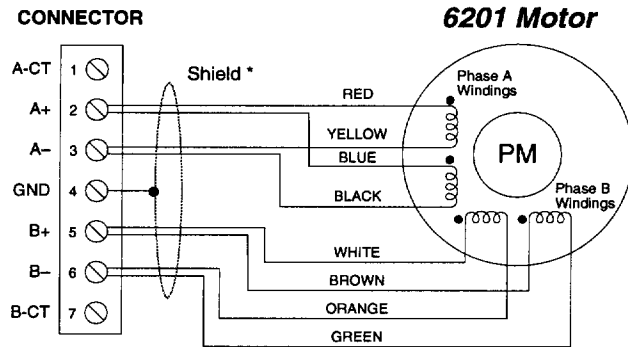 CONNECTOR
6201 Motor
A-CT 1
Shield *
A+ 2
A– 3
GND 4
B+ 5
B– 6
B-CT 7
RED
YELLOW
BLUE
BLACK
WHITE
BROWN
ORANGE
GREEN
Phase A
Windings
PM
Phase B
Windings